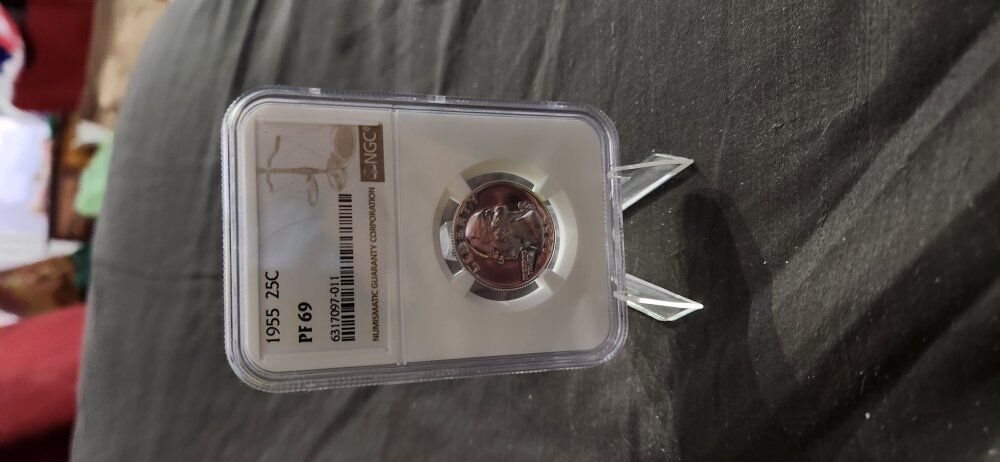 1955 25C
PF 69
6317097-011
NGC
NUMISMATIC GUARANTY CORPORATION
LIBERTY